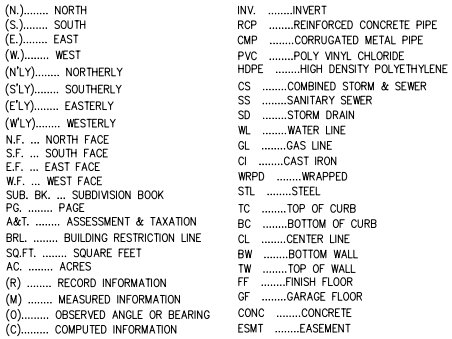 (N.)........ NORTH
(S.)........ SOUTH
(E.)........ EAST
(W.)........ WEST
(N'LY)........ NORTHERLY
(S'LY)........ SOUTHERLY
(E'LY)........ EASTERLY
(W'LY)........ WESTERLY
N.F. ... NORTH FACE
S.F. ... SOUTH FACE
E.F. ... EAST FACE
W.F. ... WEST FACE
SUB. BK. ... SUBDIVISION BOOK
PG. ........ PAGE
A&T. ........ ASSESSMENT & TAXATION
BRL. ........ BUILDING RESTRICTION LINE
SQ.FT. ........ SQUARE FEET
AC. ........ ACRES
(R) ........ RECORD INFORMATION
(M) ........ MEASURED INFORMATION
(O)......... OBSERVED ANGLE OR BEARING
(C)......... COMPUTED INFORMATION
INV. ........INVERT
RCP ........REINFORCED CONCRETE PIPE
CMP ........CORRUGATED METAL PIPE
PVC ........POLY VINYL CHLORIDE
HDPE ........HIGH DENSITY POLYETHYLENE
CS ........COMBINED STORM & SEWER
SS ........SANITARY SEWER
SD ........STORM DRAIN
WL ........WATER LINE
GL ........GAS LINE
CI ........CAST IRON
WRPD ........WRAPPED
STL ........STEEL
TC ........TOP OF CURB
BC ........BOTTOM OF CURB
CL ........CENTER LINE
BW ........BOTTOM WALL
TW ........TOP OF WALL
FF ........FINISH FLOOR
GF ........GARAGE FLOOR
CONC ........CONCRETE
ESMT ........EASEMENT